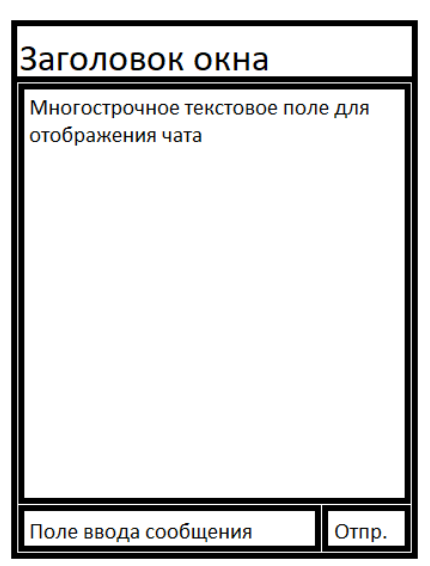 Заголовок окна
Многострочное текстовое поле для
отображения чата
Поле ввода сообщения
Отпр.